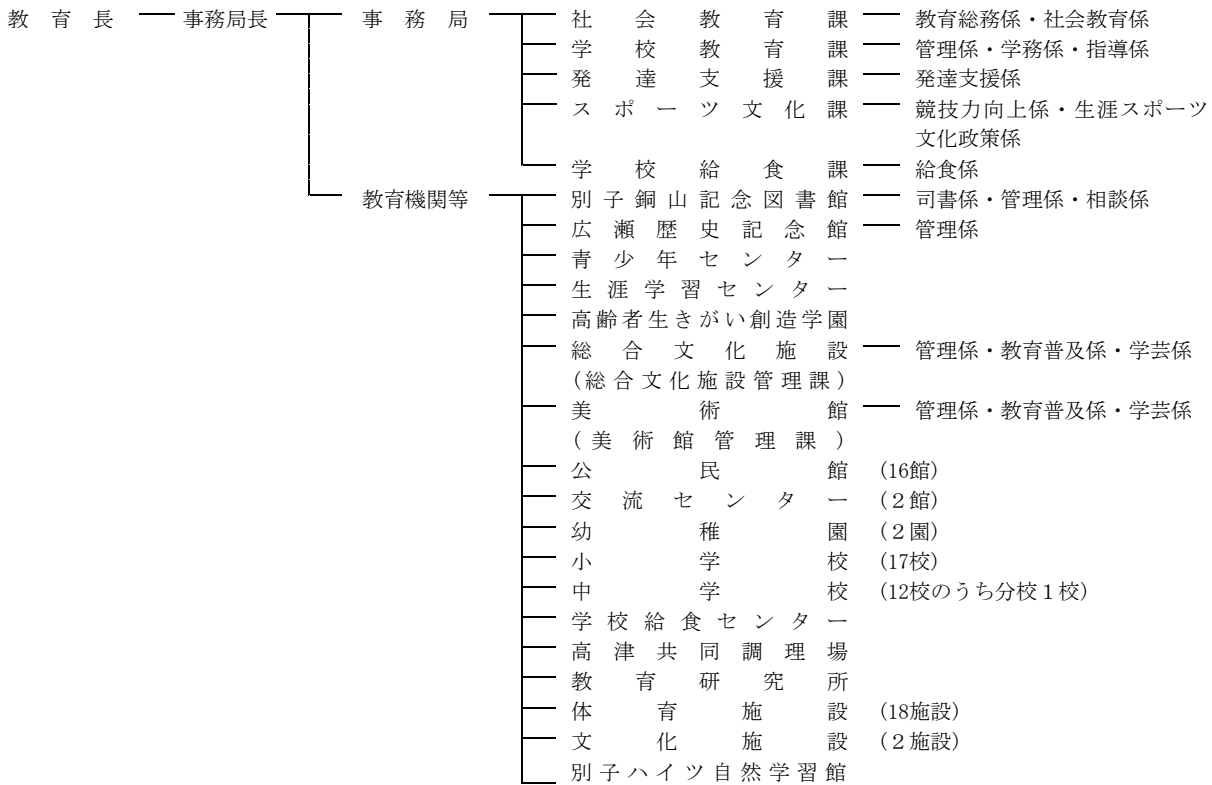 教育長 事務局長 事務局 社会教育課 教育総務係・社会教育係
学校教育課 管理係・学務係・指導係
発達支援課 発達支援係
スポーツ文化課 競技力向上係・生涯スポーツ
文化政策係
学校給食課 給食係
教育機関等 別子銅山記念図書館 司書係・管理係・相談係
広瀬歴史記念館 管理係
青少年センター
生涯学習センター
高齢者生きがい創造学園
総合文化施設 管理係・教育普及係・学芸係
(総合文化施設管理課)
美術館 管理係・教育普及係・学芸係
(美術館管理課)
公民館 (16館)
交流センター (２館)
幼稚園 (２園)
小学校 (17校)
中学校 (12校のうち分校１校)
学校給食センター
高津共同調理場
教育研究所
体育施設 (18施設)
文化施設 (２施設)
別子ハイツ自然学習館